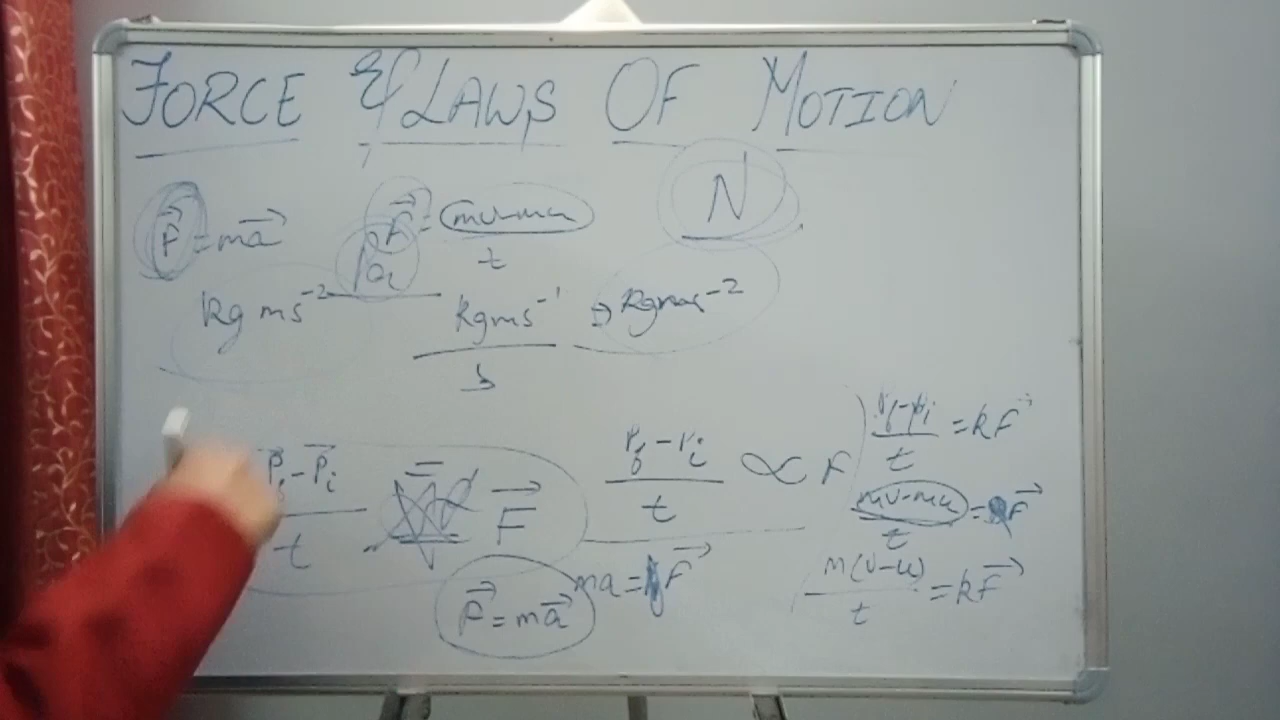 FORCE & LAWS OF MOTION
F = ma
F = mv-mu / t
N
kg ms⁻²
kgms⁻¹ / s
kgms⁻²
Pf - Pi / t
F
Pf - Pi / t ∝ F
Pf - Pi / t = kF
mv-mu / t = F
m(v-u) / t = kF
ma = F
F = ma